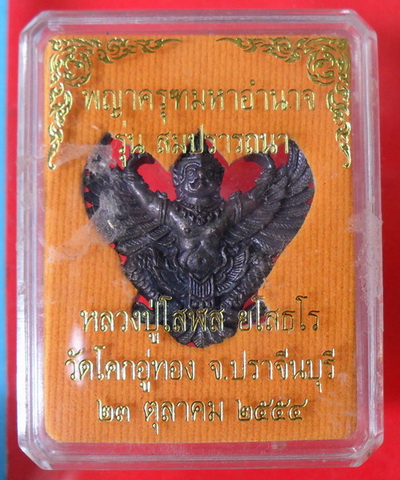 พญาครุฑมหาอำนาจ
รุ่น สมปรารถนา
หลวงปู่โสฬส ยโสธโร
วัดโคกอู่ทอง จ.ปราจีนบุรี
๒๓ ตุลาคม ๒๕๕๔